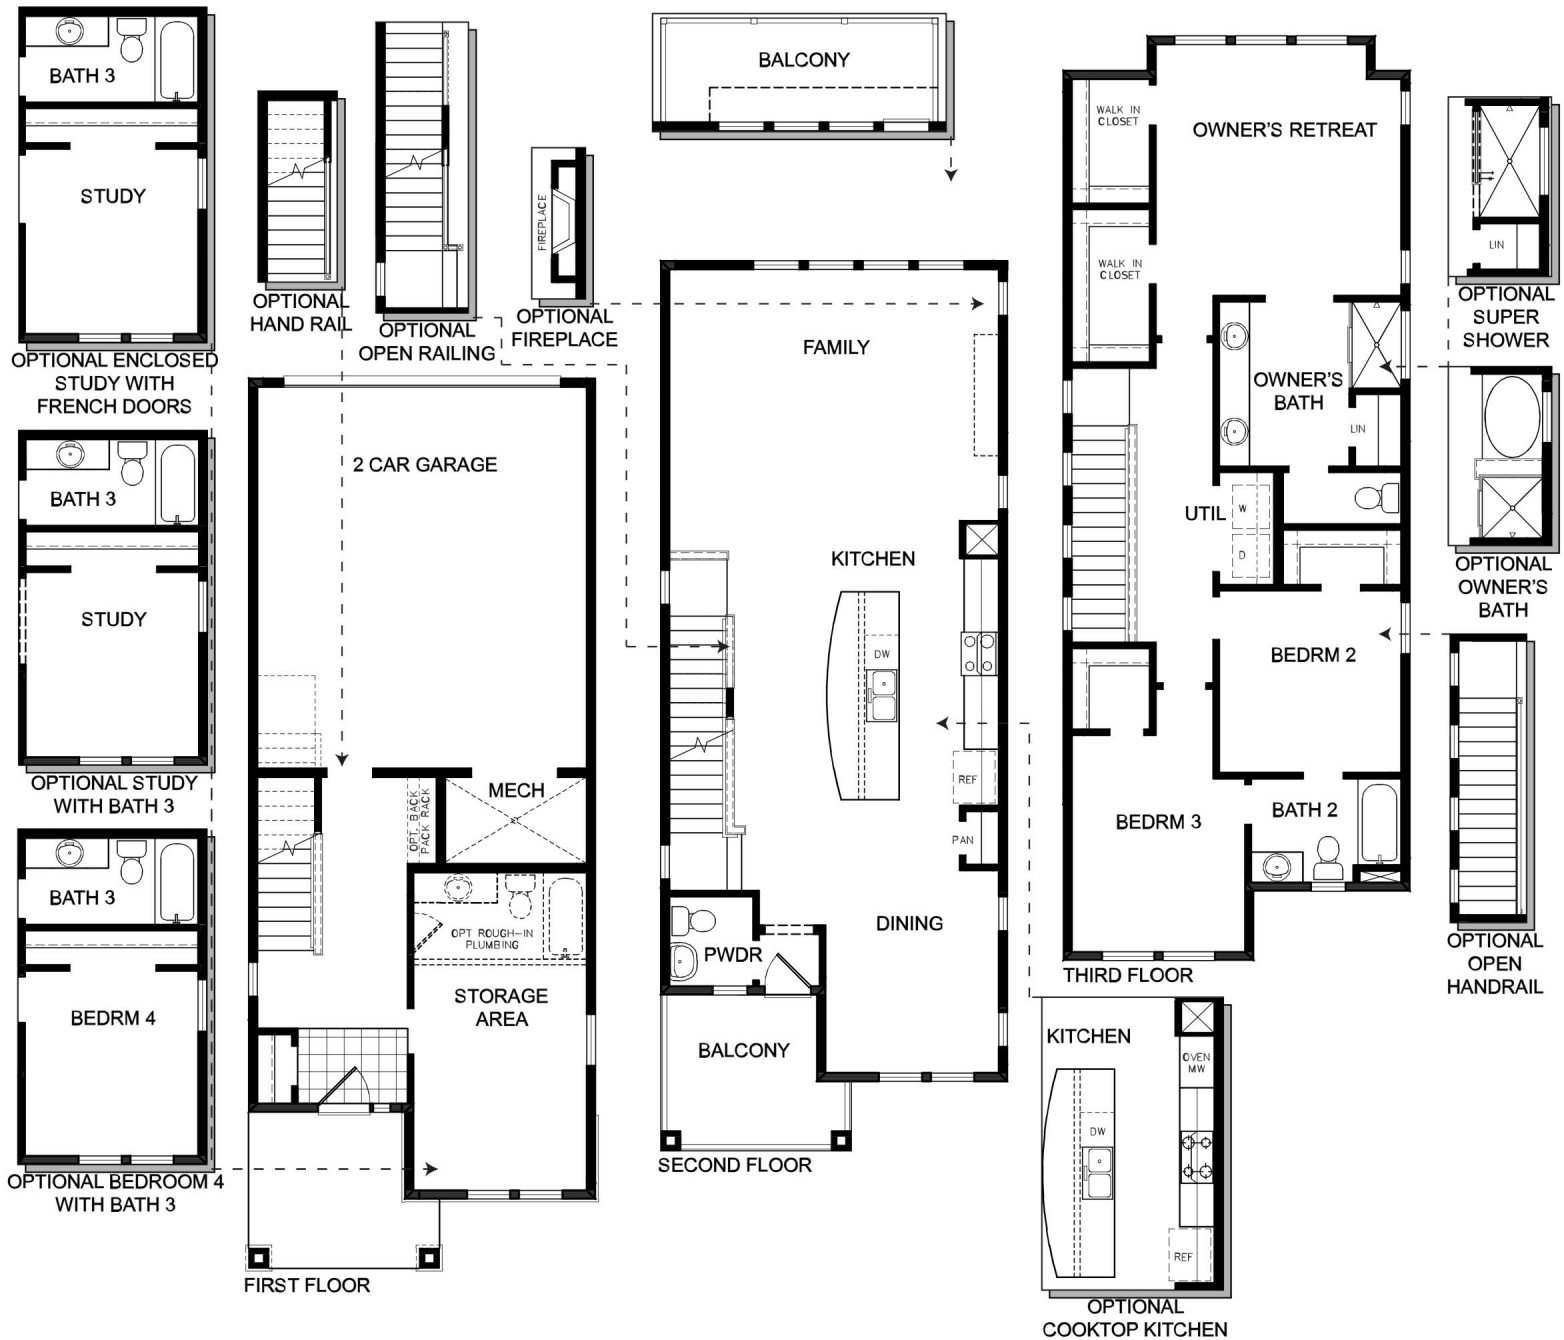 BATH 3
STUDY
OPTIONAL ENCLOSED
STUDY WITH
FRENCH DOORS
BATH 3
STUDY
OPTIONAL STUDY
WITH BATH 3
BATH 3
BEDRM 4
OPTIONAL BEDROOM 4
WITH BATH 3
OPTIONAL
HAND RAIL
OPTIONAL
OPEN RAILING
FIREPLACE
OPTIONAL
FIREPLACE
2 CAR GARAGE
MECH
OPT. BACK
PACK RACK
OPT ROUGH-IN
PLUMBING
STORAGE
AREA
FIRST FLOOR
BALCONY
FAMILY
KITCHEN
DW
REF
PAN
DINING
PWDR
BALCONY
SECOND FLOOR
WALK IN
CLOSET
OWNER'S RETREAT
WALK IN
CLOSET
OWNER'S
BATH
LIN
UTIL
W
D
BEDRM 2
BEDRM 3
BATH 2
THIRD FLOOR
LIN
OPTIONAL
SUPER
SHOWER
OPTIONAL
OWNER'S
BATH
OPTIONAL
OPEN
HANDRAIL
KITCHEN
OVEN
MW
DW
REF
OPTIONAL
COOKTOP KITCHEN